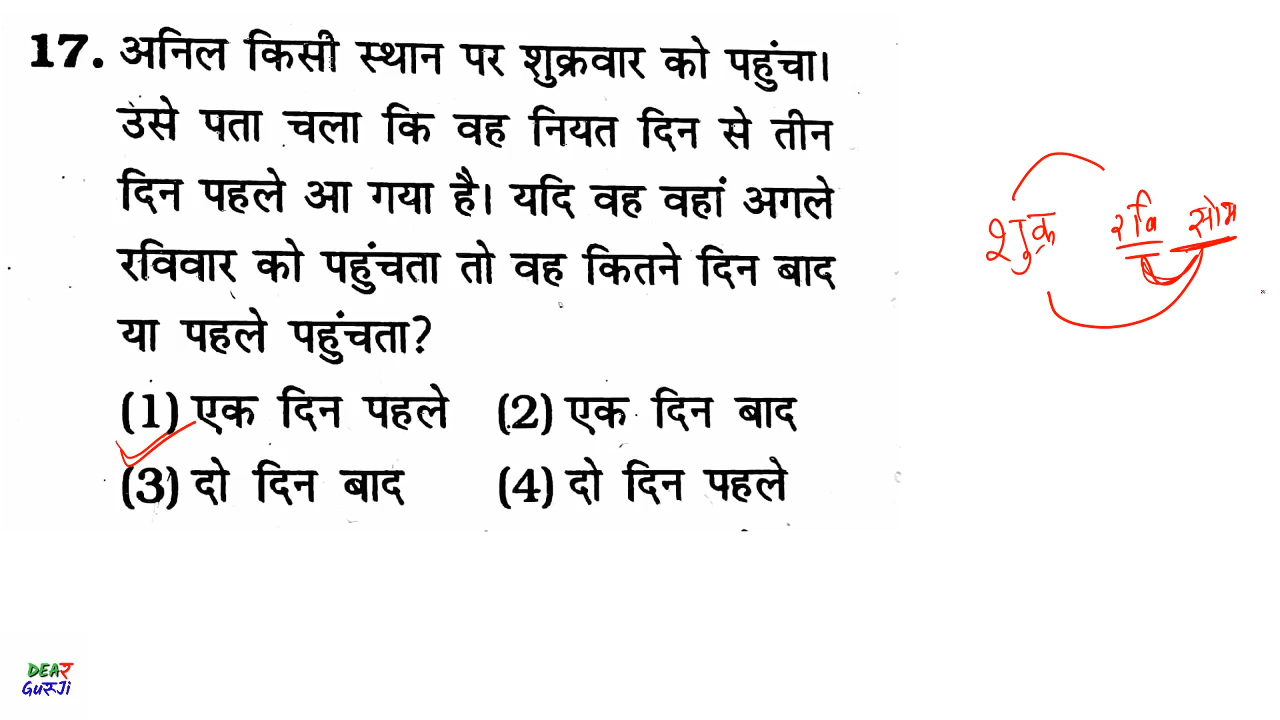 17. अनिल किसी स्थान पर शुक्रवार को पहुंचा।
उसे पता चला कि वह नियत दिन से तीन
दिन पहले आ गया है। यदि वह वहां अगले
रविवार को पहुंचता तो वह कितने दिन बाद
या पहले पहुंचता?
(1) एक दिन पहले (2) एक दिन बाद
(3) दो दिन बाद (4) दो दिन पहले
शुक्र रवि सोम
DEAR
GuruJi